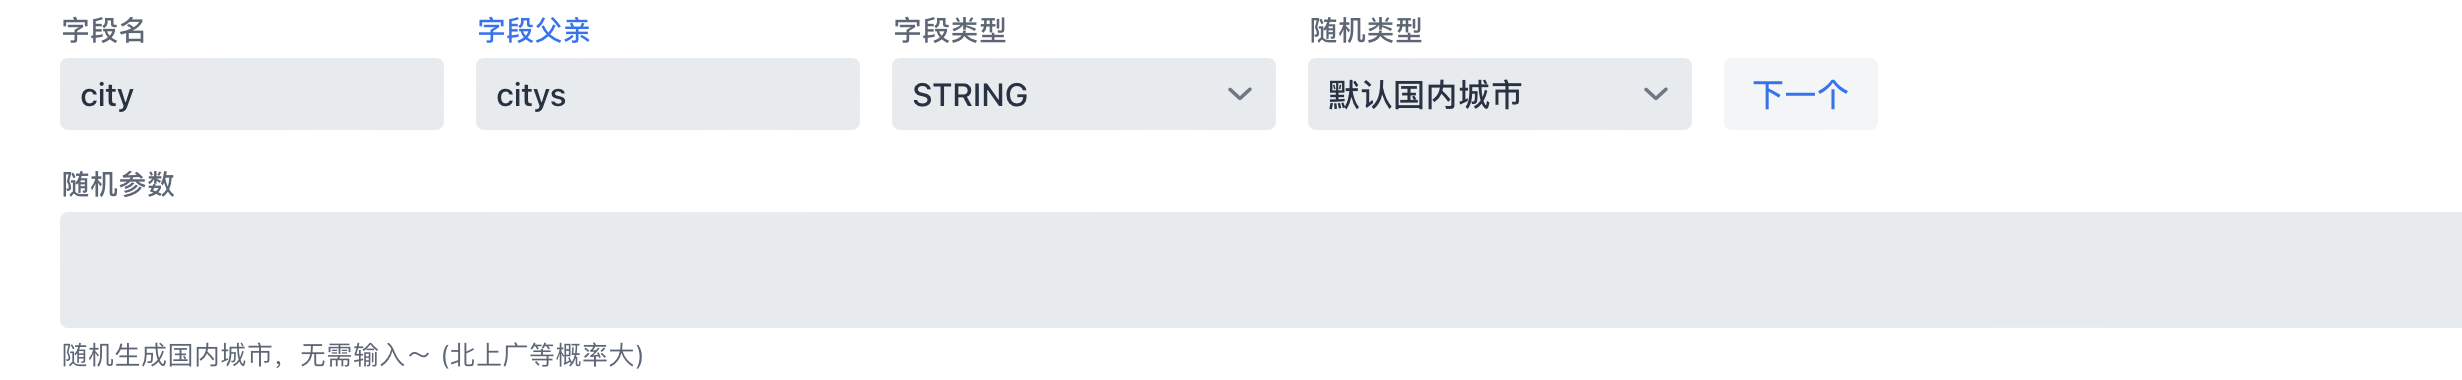 字段名 字段父亲 字段类型 随机类型
city citys STRING 默认国内城市 下一个
随机参数
随机生成国内城市，无需输入～ (北上广等概率大)